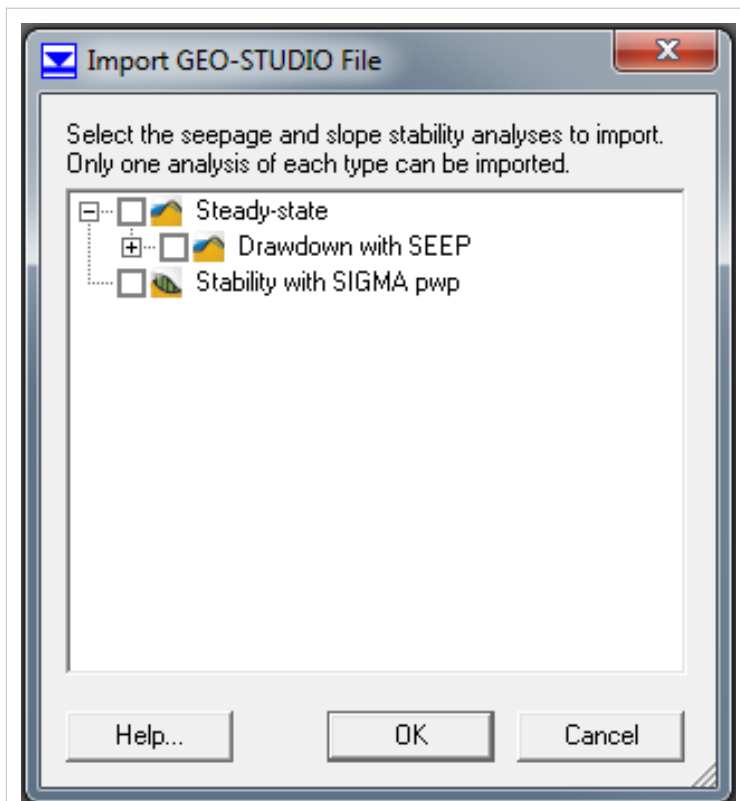 Import GEO-STUDIO File
Select the seepage and slope stability analyses to import.
Only one analysis of each type can be imported.
Steady-state
Drawdown with SEEP
Stability with SIGMA pwp
Help...
OK
Cancel